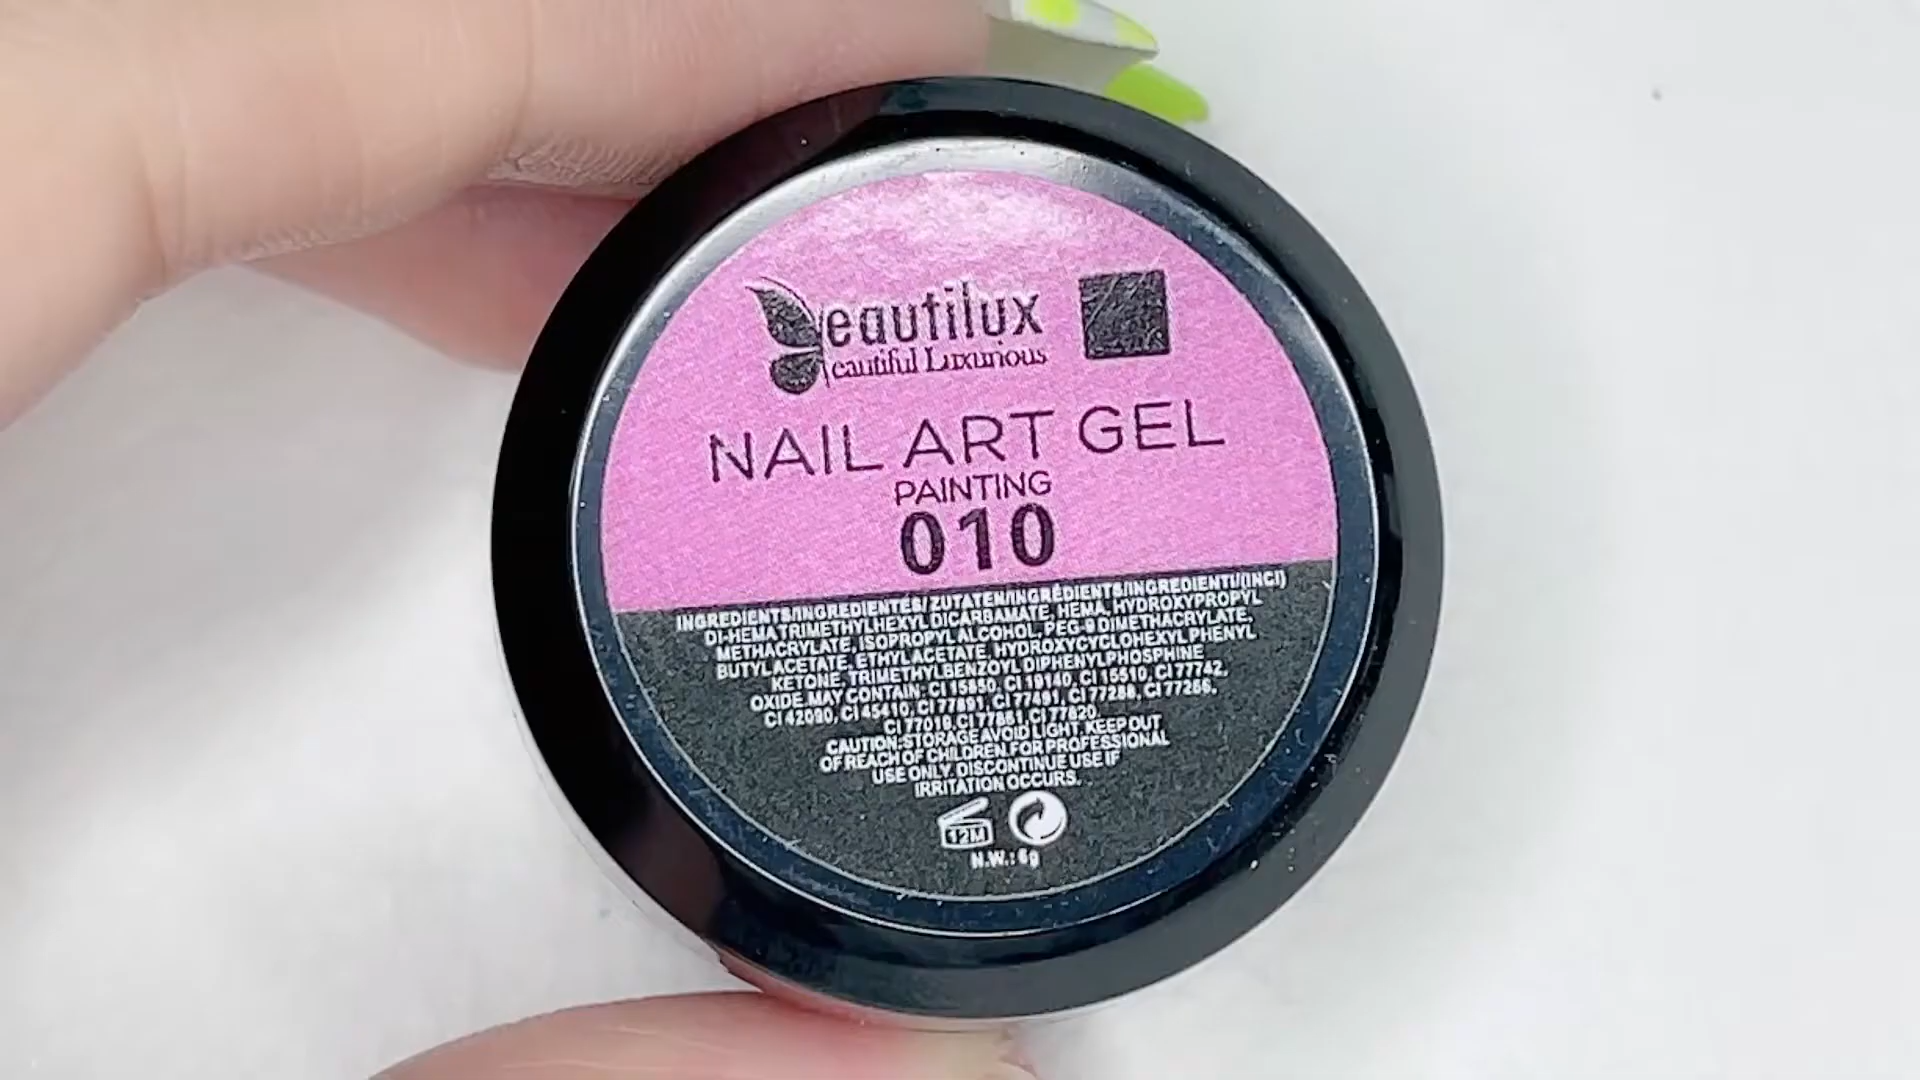 Beautilux
Beautiful Luxurious
NAIL ART GEL
PAINTING
010
INGREDIENTS/INGREDIENTES/ZUTATEN/INGRÉDIENTS/INGREDIENTI/(INCI)
DI-HEMA TRIMETHYLHEXYL DICARBAMATE, HEMA, HYDROXYPROPYL
METHACRYLATE, ISOPROPYL ALCOHOL, PEG-9 DIMETHACRYLATE,
BUTYL ACETATE, ETHYL ACETATE, HYDROXYCYCLOHEXYL PHENYL
KETONE, TRIMETHYLBENZOYL DIPHENYLPHOSPHINE
OXIDE. MAY CONTAIN: CI 15850, CI 19140, CI 15510, CI 77742,
CI 42090, CI 45410, CI 77891, CI 77491, CI 77288, CI 77266,
CI 77019, CI 77861, CI 77820.
CAUTION: STORAGE AVOID LIGHT. KEEP OUT
OF REACH OF CHILDREN. FOR PROFESSIONAL
USE ONLY. DISCONTINUE USE IF
IRRITATION OCCURS.
12M
N.W.: 6g